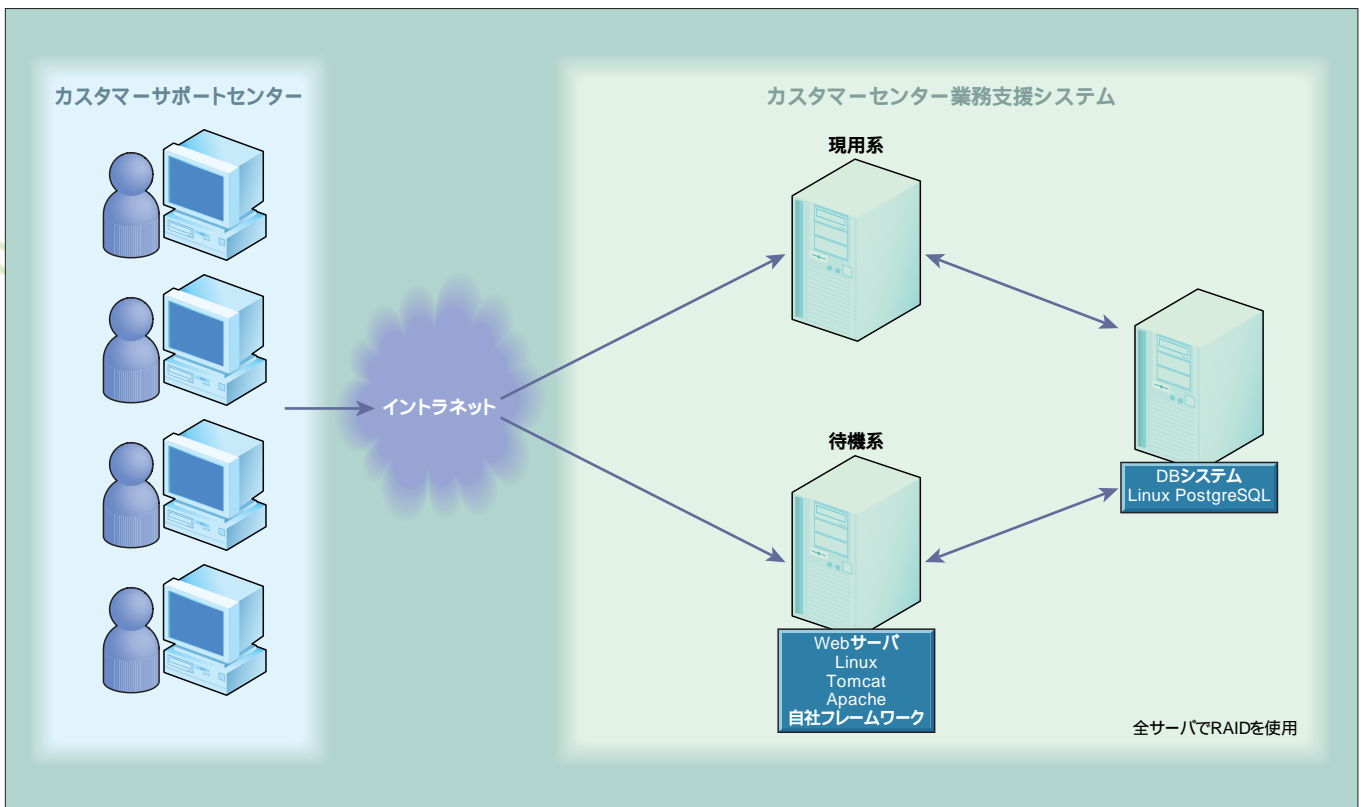 カスタマーサポートセンター
カスタマーセンター業務支援システム
現用系
イントラネット
待機系
DBシステム
Linux PostgreSQL
Webサーバ
Linux
Tomcat
Apache
自社フレームワーク
全サーバでRAIDを使用